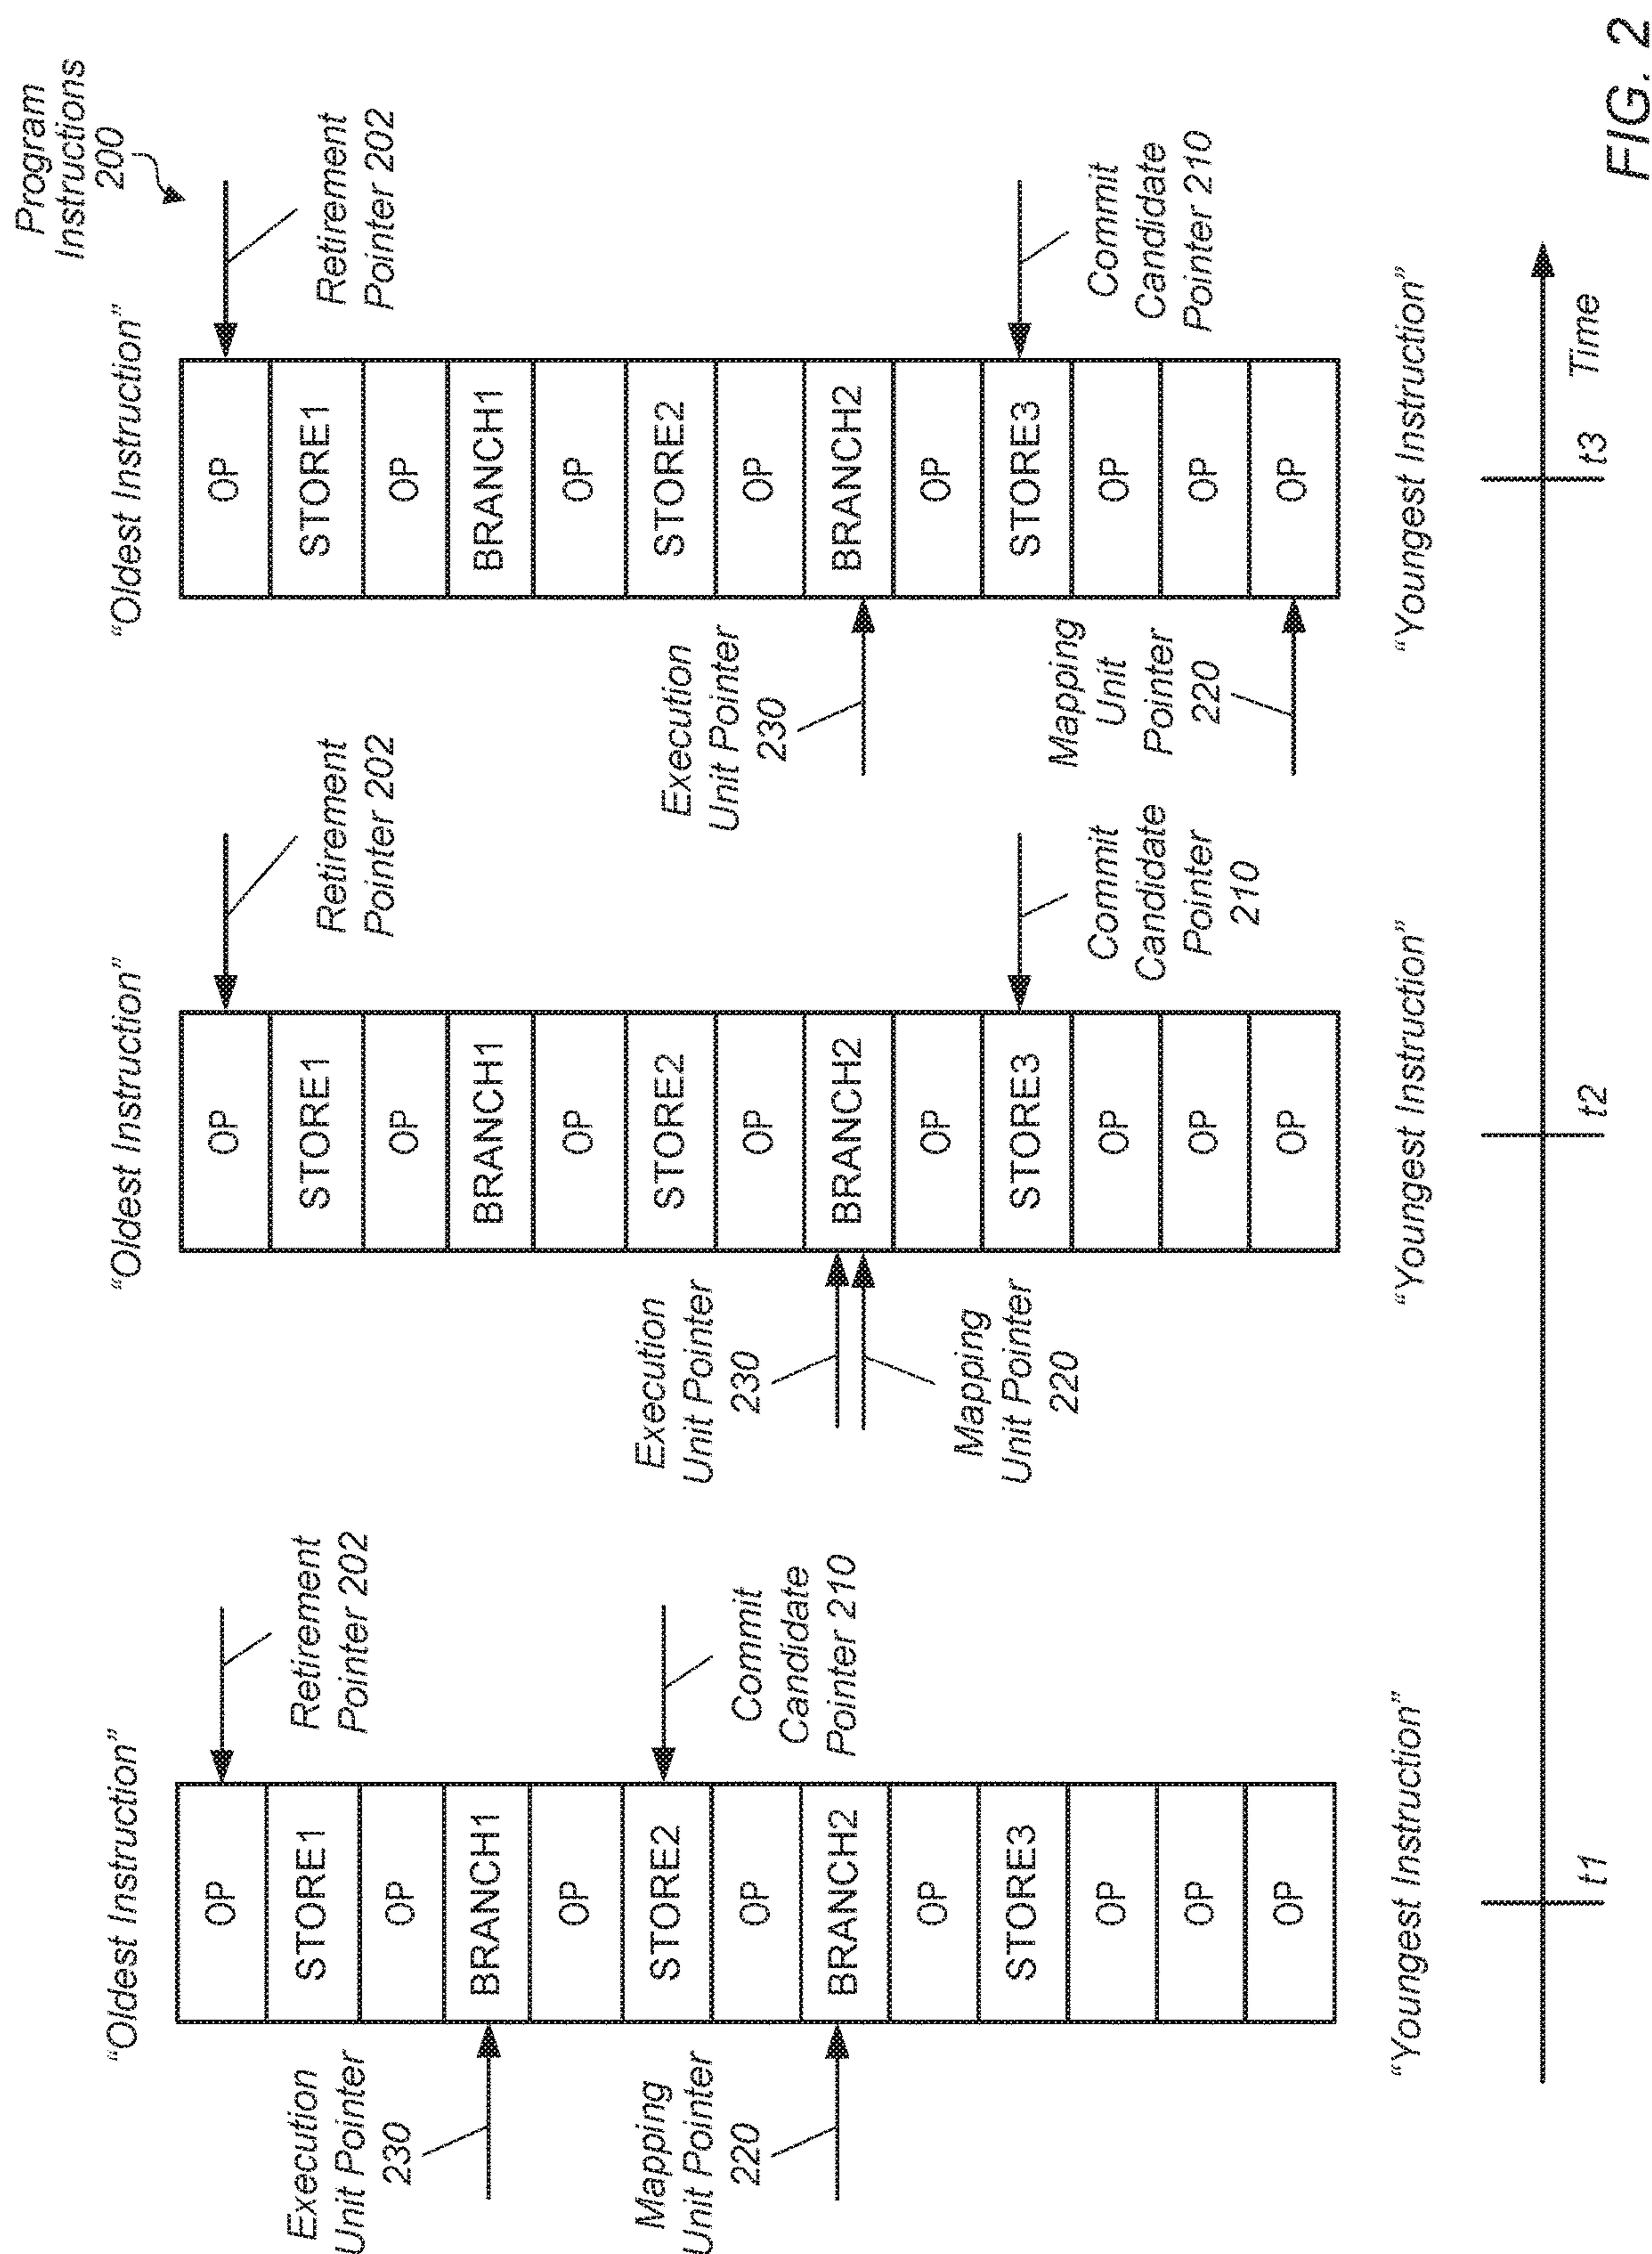 Program
Instructions
200
"Oldest Instruction"
OP
STORE1
OP
BRANCH1
OP
STORE2
OP
BRANCH2
OP
STORE3
OP
OP
OP
"Youngest Instruction"
Execution
Unit Pointer
230
Mapping
Unit Pointer
220
Retirement
Pointer 202
Commit
Candidate
Pointer 210
"Oldest Instruction"
OP
STORE1
OP
BRANCH1
OP
STORE2
OP
BRANCH2
OP
STORE3
OP
OP
OP
"Youngest Instruction"
Execution
Unit Pointer
230
Mapping
Unit Pointer
220
Retirement
Pointer 202
Commit
Candidate
Pointer
210
"Oldest Instruction"
OP
STORE1
OP
BRANCH1
OP
STORE2
OP
BRANCH2
OP
STORE3
OP
OP
OP
"Youngest Instruction"
Execution
Unit Pointer
230
Mapping
Unit
Pointer
220
Retirement
Pointer 202
Commit
Candidate
Pointer 210
t1
t2
t3
Time
FIG. 2